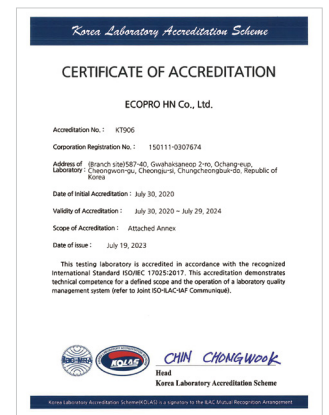 Korea Laboratory Accreditation Scheme
CERTIFICATE OF ACCREDITATION
ECOPRO HN Co., Ltd.
Accreditation No. : KT906
Corporation Registration No. : 150111-0307674
Address of Laboratory : (Branch site)587-40, Gwahaksaneop 2-ro, Ochang-eup,
Cheongwon-gu, Cheongju-si, Chungcheongbuk-do, Republic of
Korea
Date of Initial Accreditation : July 30, 2020
Validity of Accreditation : July 30, 2020 ~ July 29, 2024
Scope of Accreditation : Attached Annex
Date of issue : July 19, 2023
This testing laboratory is accredited in accordance with the recognized
International Standard ISO/IEC 17025:2017. This accreditation demonstrates
technical competence for a defined scope and the operation of a laboratory quality
management system (refer to Joint ISO-ILAC-IAF Communiqué).
ilac-MRA
KOLAS
CHIN CHONGWOOK
Head
Korea Laboratory Accreditation Scheme
Korea Laboratory Accreditation Scheme(KOLAS) is a signatory to the ILAC Mutual Recognition Arrangement